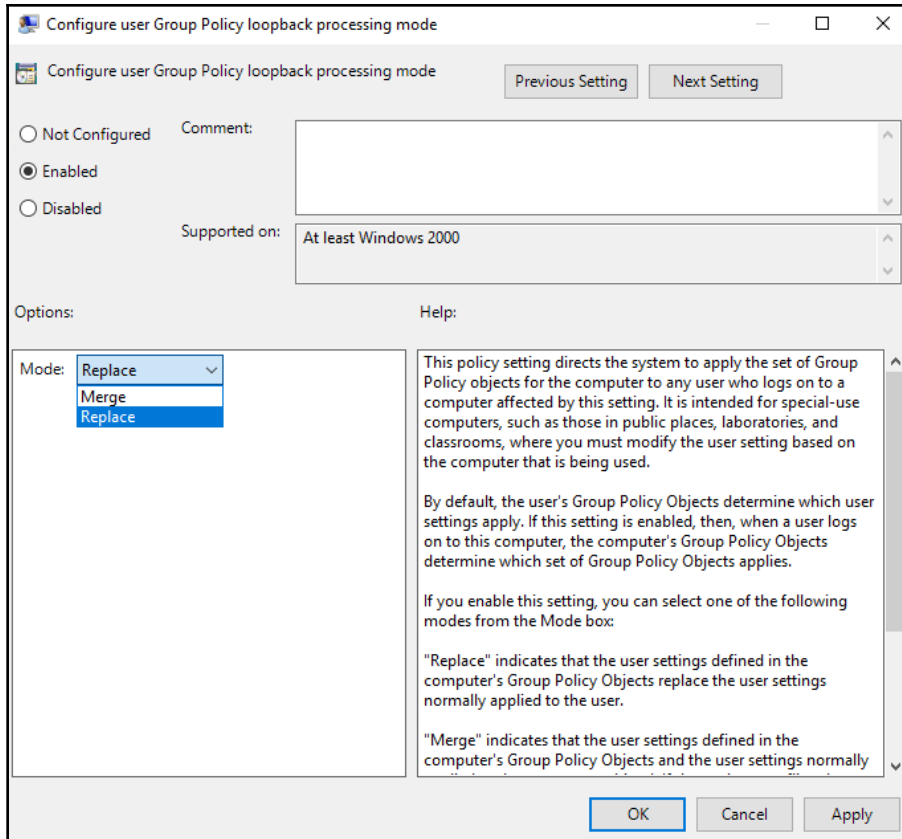 Configure user Group Policy loopback processing mode
Configure user Group Policy loopback processing mode
Previous Setting
Next Setting
Not Configured
Enabled
Disabled
Comment:
Supported on:
At least Windows 2000
Options:
Help:
Mode:
Replace
Merge
Replace
This policy setting directs the system to apply the set of Group
Policy objects for the computer to any user who logs on to a
computer affected by this setting. It is intended for special-use
computers, such as those in public places, laboratories, and
classrooms, where you must modify the user setting based on
the computer that is being used.
By default, the user's Group Policy Objects determine which user
settings apply. If this setting is enabled, then, when a user logs
on to this computer, the computer's Group Policy Objects
determine which set of Group Policy Objects applies.
If you enable this setting, you can select one of the following
modes from the Mode box:
"Replace" indicates that the user settings defined in the
computer's Group Policy Objects replace the user settings
normally applied to the user.
"Merge" indicates that the user settings defined in the
computer's Group Policy Objects and the user settings normally
OK
Cancel
Apply